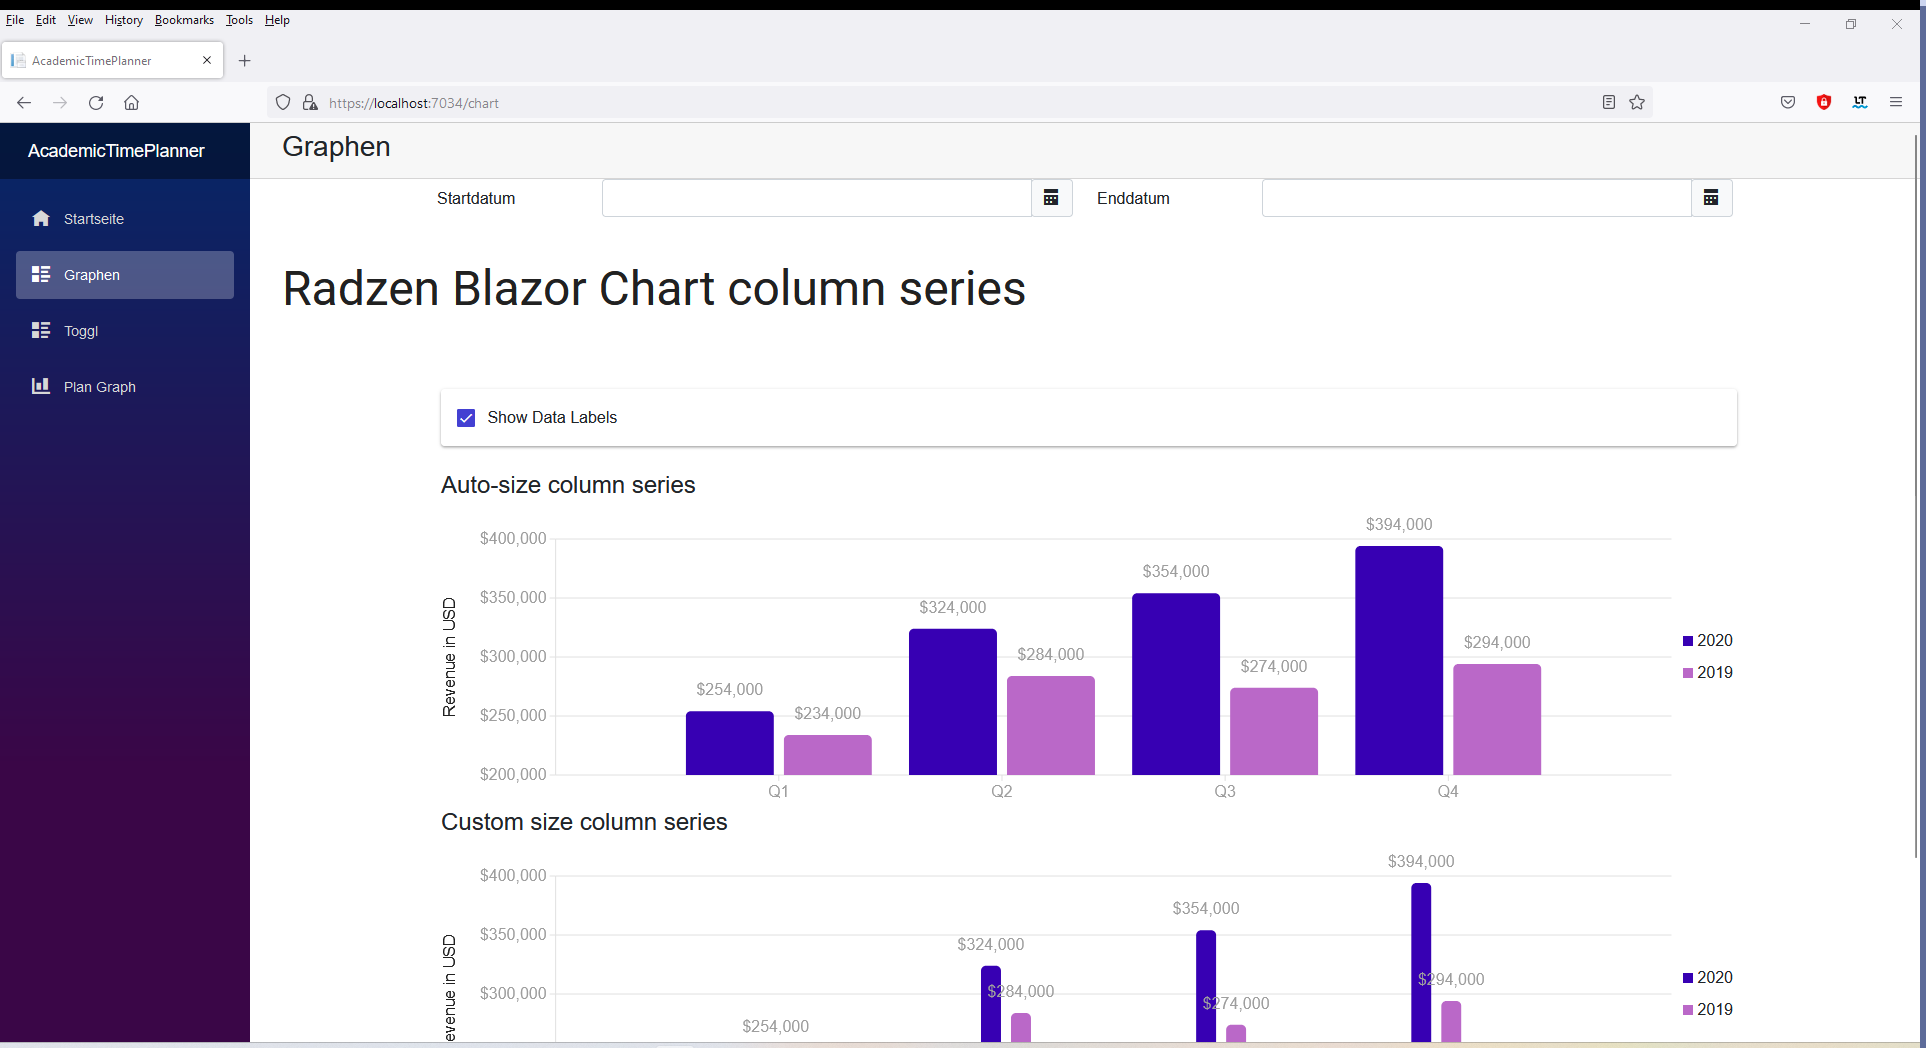 File Edit View History Bookmarks Tools Help
AcademicTimePlanner
https://localhost:7034/chart
AcademicTimePlanner
Graphen
Startseite
Graphen
Toggl
Plan Graph
Startdatum
Enddatum
Radzen Blazor Chart column series
Show Data Labels
Auto-size column series
Revenue in USD
$400,000
$350,000
$300,000
$250,000
$200,000
$254,000
$234,000
$324,000
$284,000
$354,000
$274,000
$394,000
$294,000
Q1
Q2
Q3
Q4
2020
2019
Custom size column series
evenue in USD
$400,000
$350,000
$300,000
$254,000
$324,000
$284,000
$354,000
$274,000
$394,000
$294,000
2020
2019